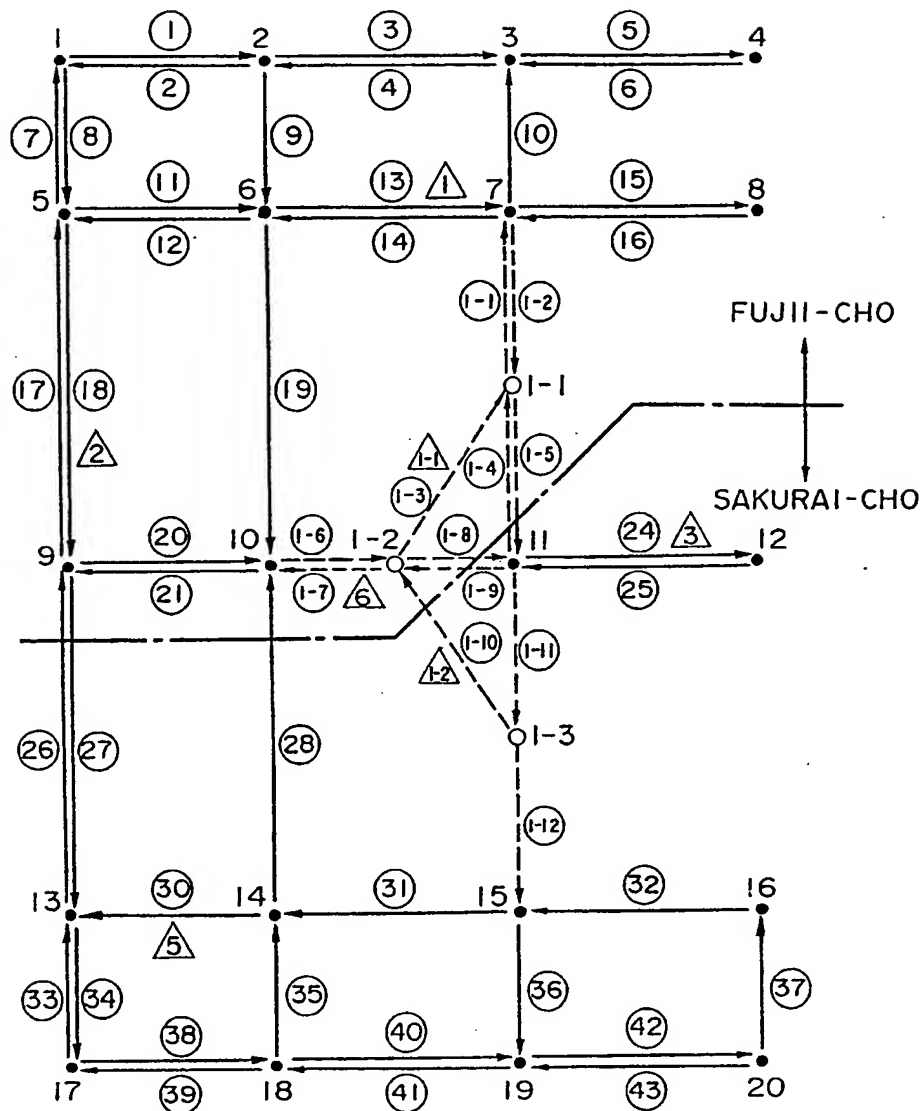 1 ① 2 ③ 3 ⑤ 4
② ④ ⑥
⑦ ⑧ ⑨ ⑩
5 ⑪ 6 ⑬ 1 7 ⑮ 8
⑫ ⑭ ⑯
1-1 1-2
FUJII-CHO
⑰ ⑱ ⑲ 1-1
2 1-1 1-4 1-5
1-3 SAKURAI-CHO
9 ⑳ 10 1-6 1-2 1-8 11 24 3 12
21 1-7 6 1-9 25
1-10 1-11
1-2
26 27 28 1-3
1-12
13 30 14 31 15 32 16
5
33 34 35 36 37
38 40 42
17 39 18 41 19 43 20